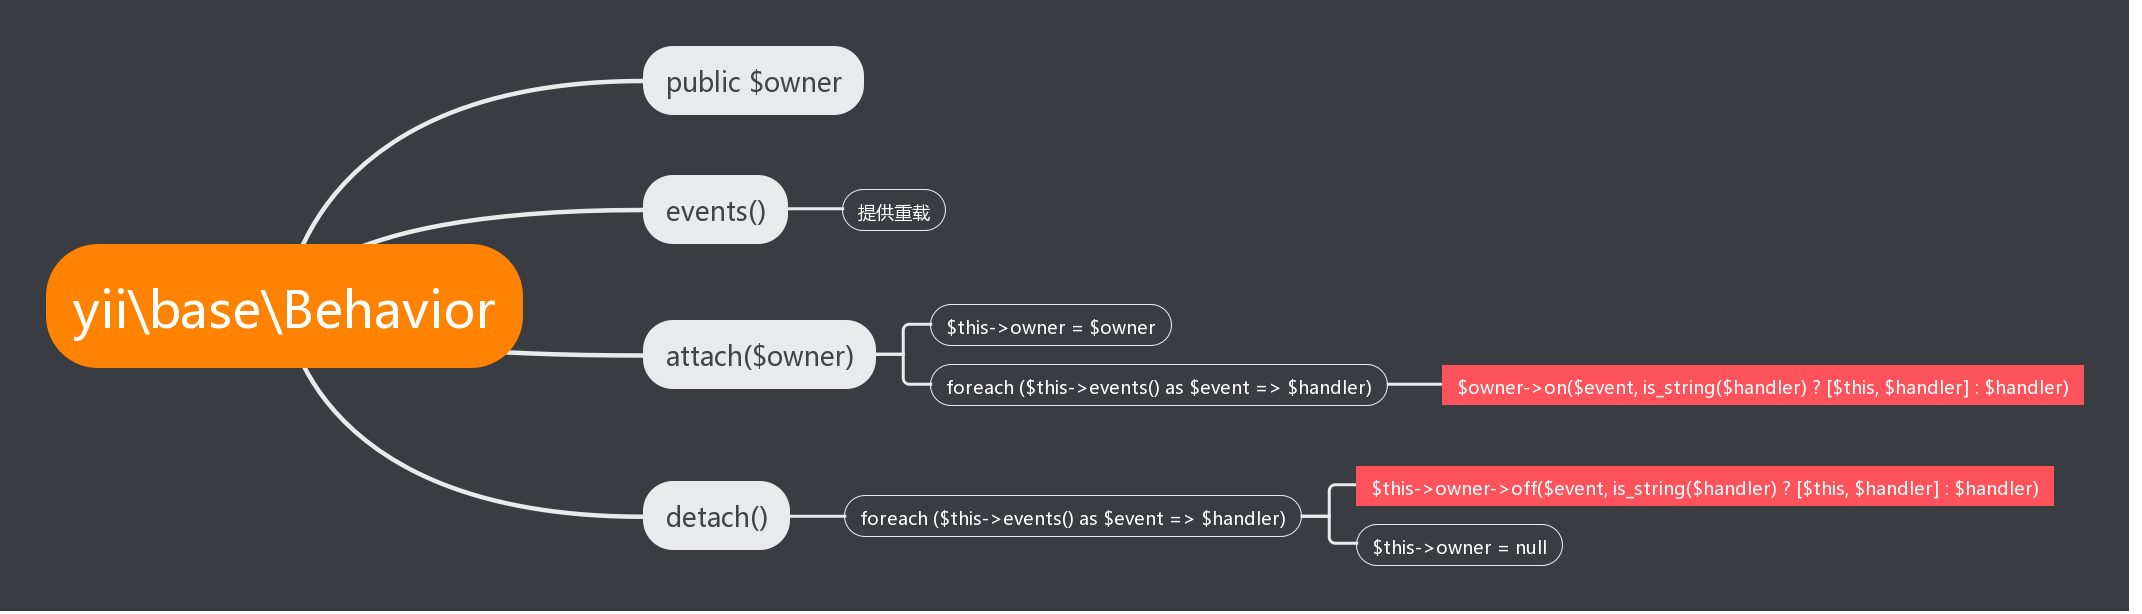 yii\base\Behavior
public $owner
events()
提供重载
attach($owner)
$this->owner = $owner
foreach ($this->events() as $event => $handler)
$owner->on($event, is_string($handler) ? [$this, $handler] : $handler)
detach()
foreach ($this->events() as $event => $handler)
$this->owner->off($event, is_string($handler) ? [$this, $handler] : $handler)
$this->owner = null